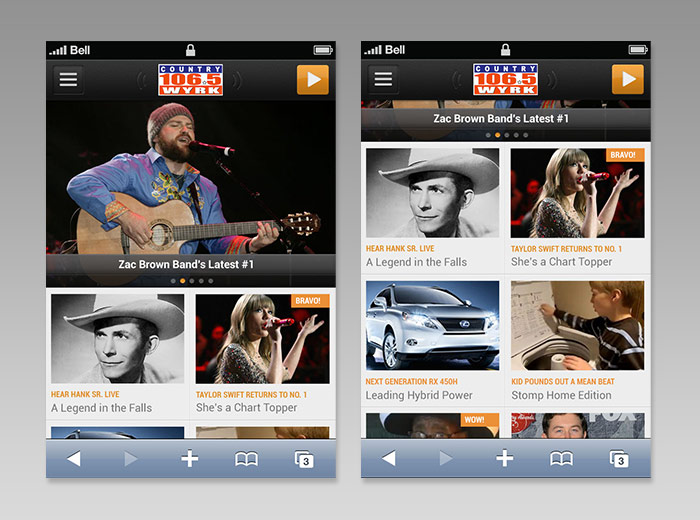 Bell
COUNTRY
106.5
WYRK
Zac Brown Band's Latest #1
BRAVO!
HEAR HANK SR. LIVE
A Legend in the Falls
TAYLOR SWIFT RETURNS TO NO. 1
She's a Chart Topper
3
Bell
COUNTRY
106.5
WYRK
Zac Brown Band's Latest #1
BRAVO!
HEAR HANK SR. LIVE
A Legend in the Falls
TAYLOR SWIFT RETURNS TO NO. 1
She's a Chart Topper
NEXT GENERATION RX 450H
Leading Hybrid Power
KID POUNDS OUT A MEAN BEAT
Stomp Home Edition
WOW!
FOX
3